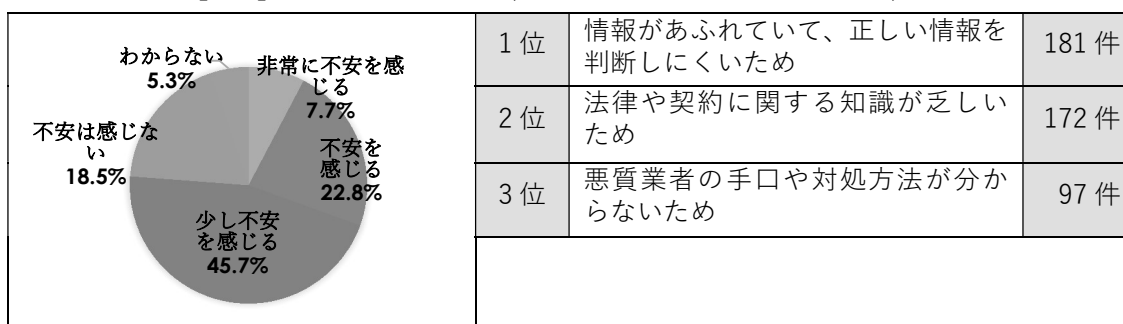 わからない
5.3%
非常に不安を感
じる
7.7%
不安を
感じる
22.8%
少し不安
を感じる
45.7%
不安は感じな
い
18.5%
1位
情報があふれていて、正しい情報を
判断しにくいため
181件
2位
法律や契約に関する知識が乏しい
ため
172件
3位
悪質業者の手口や対処方法が分か
らないため
97件